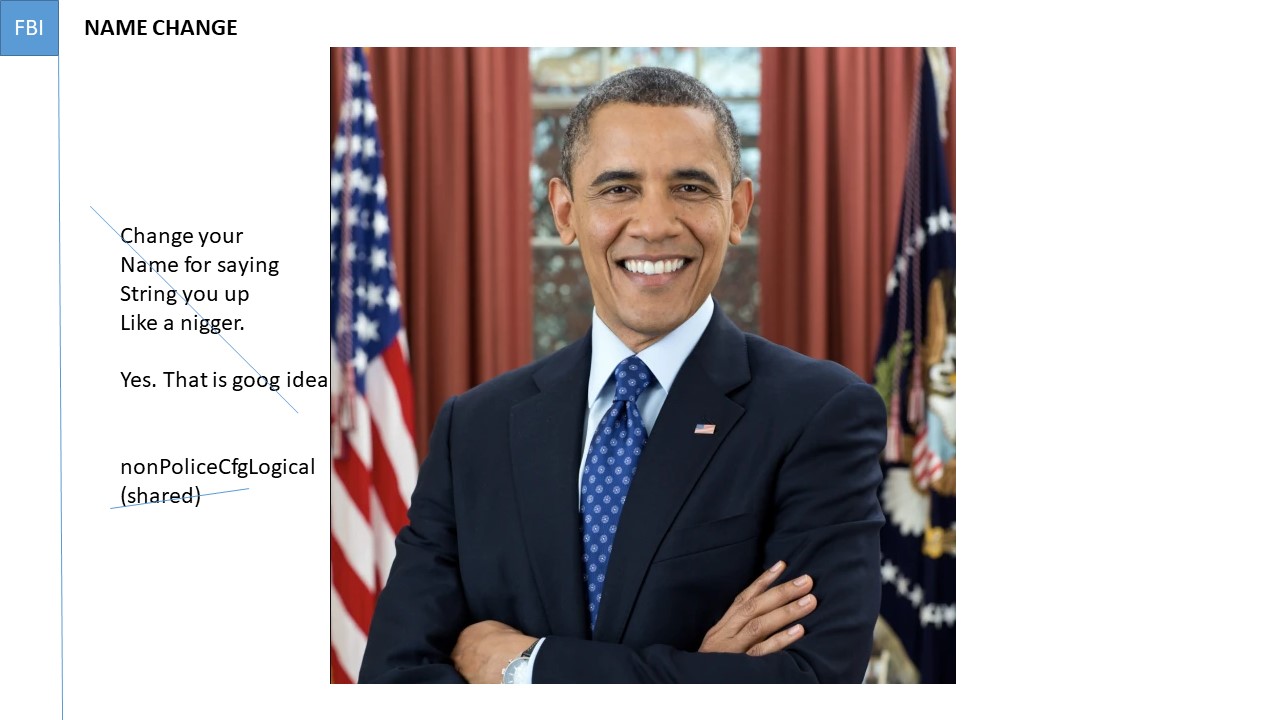 FBI
NAME CHANGE
Change your
Name for saying
String you up
Like a nigger.
Yes. That is goog idea
nonPoliceCfgLogical
(shared)